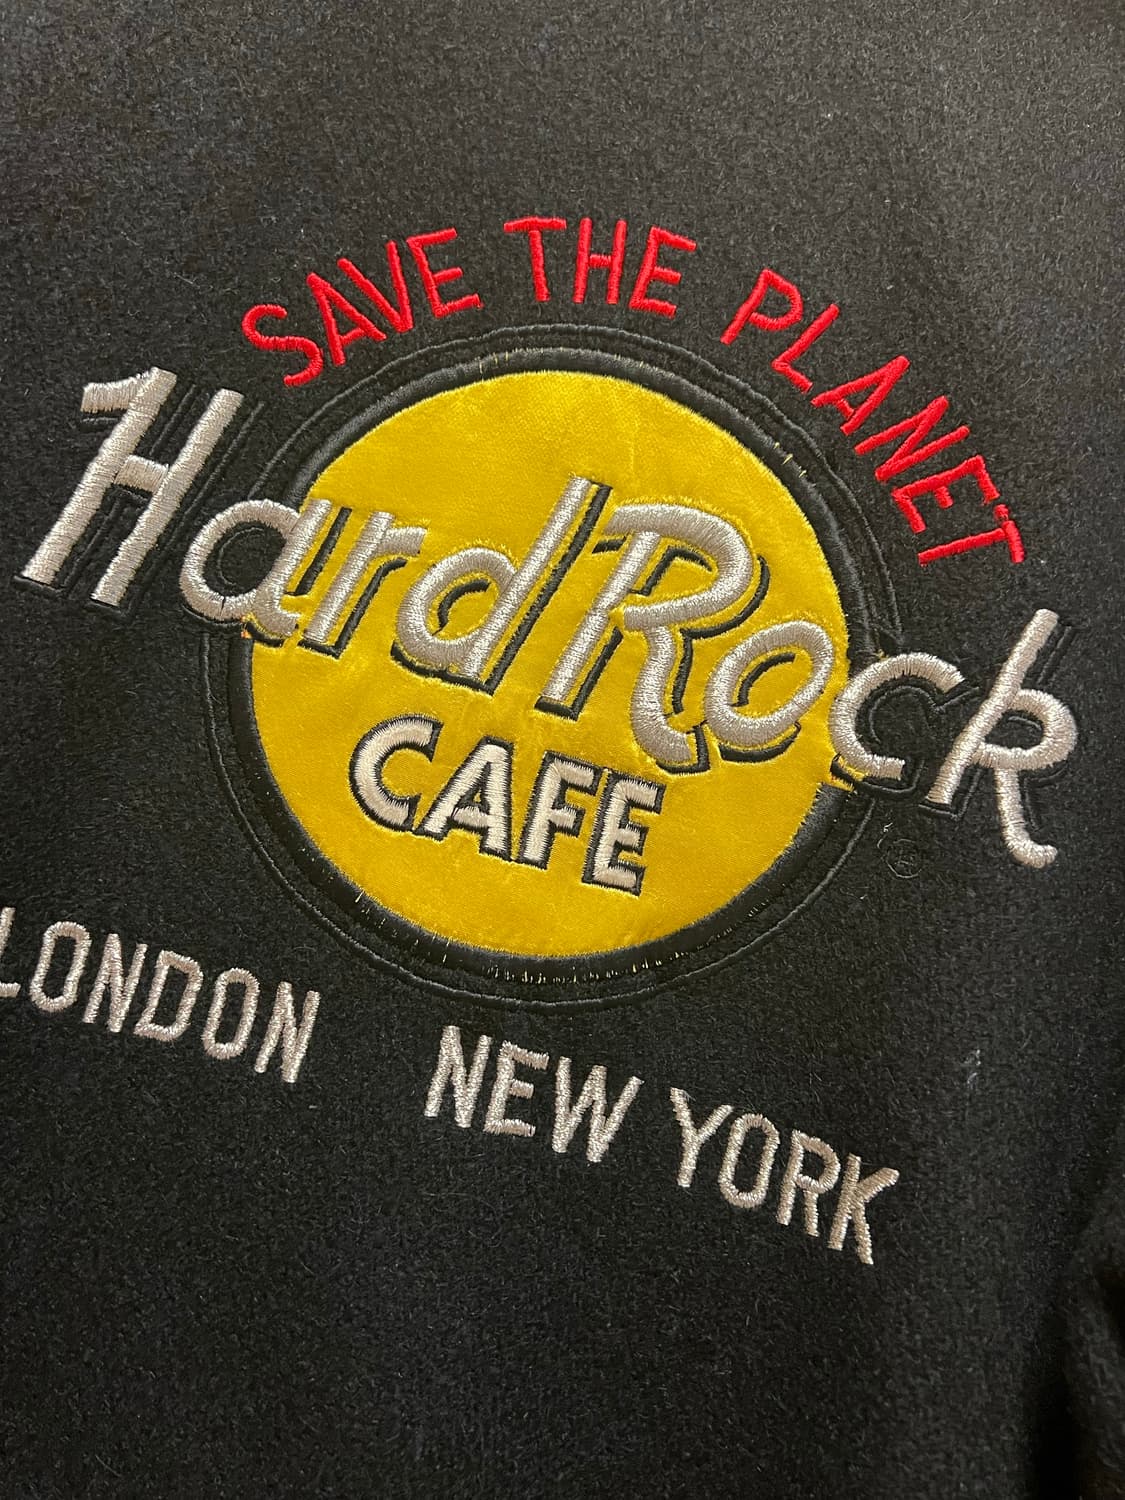 SAVE THE PLANET
Hard Rock
CAFE
®
LONDON NEW YORK